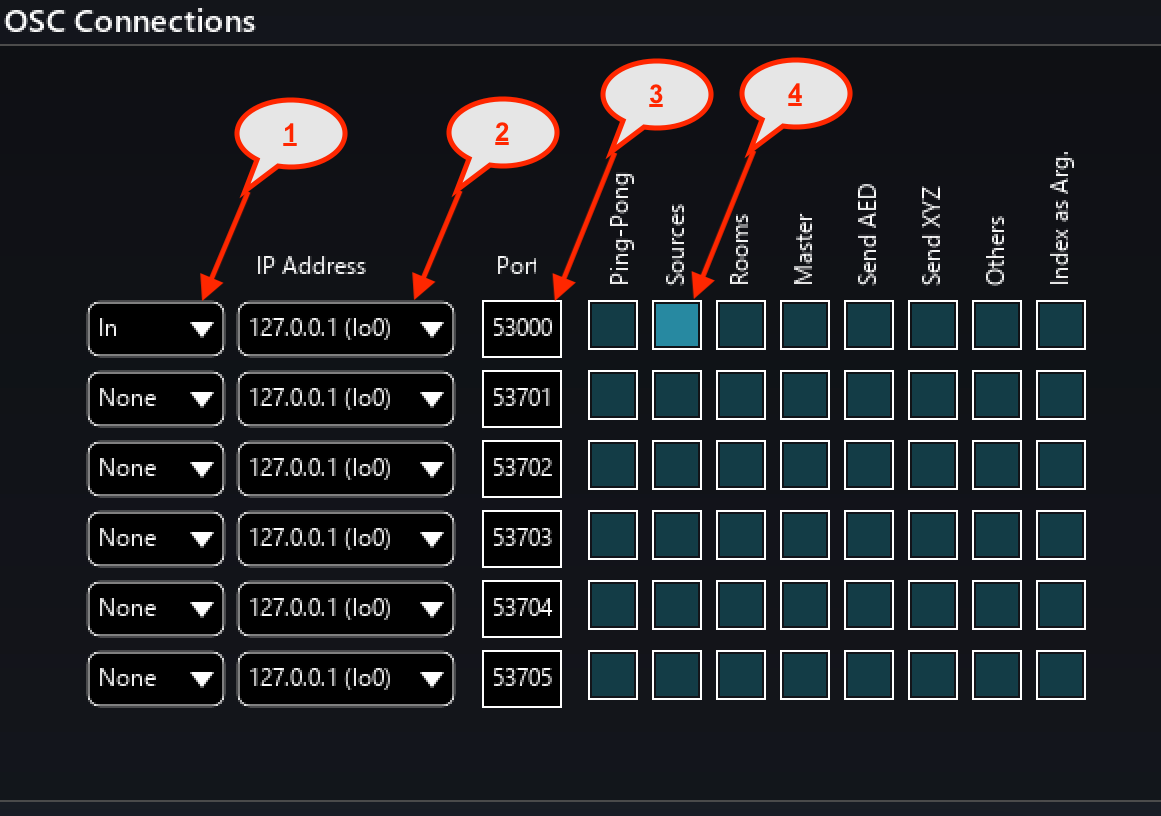 OSC Connections
1
2
3
4
IP Address
Port
Ping-Pong
Sources
Rooms
Master
Send AED
Send XYZ
Others
Index as Arg.
In 127.0.0.1 (lo0) 53000
None 127.0.0.1 (lo0) 53701
None 127.0.0.1 (lo0) 53702
None 127.0.0.1 (lo0) 53703
None 127.0.0.1 (lo0) 53704
None 127.0.0.1 (lo0) 53705